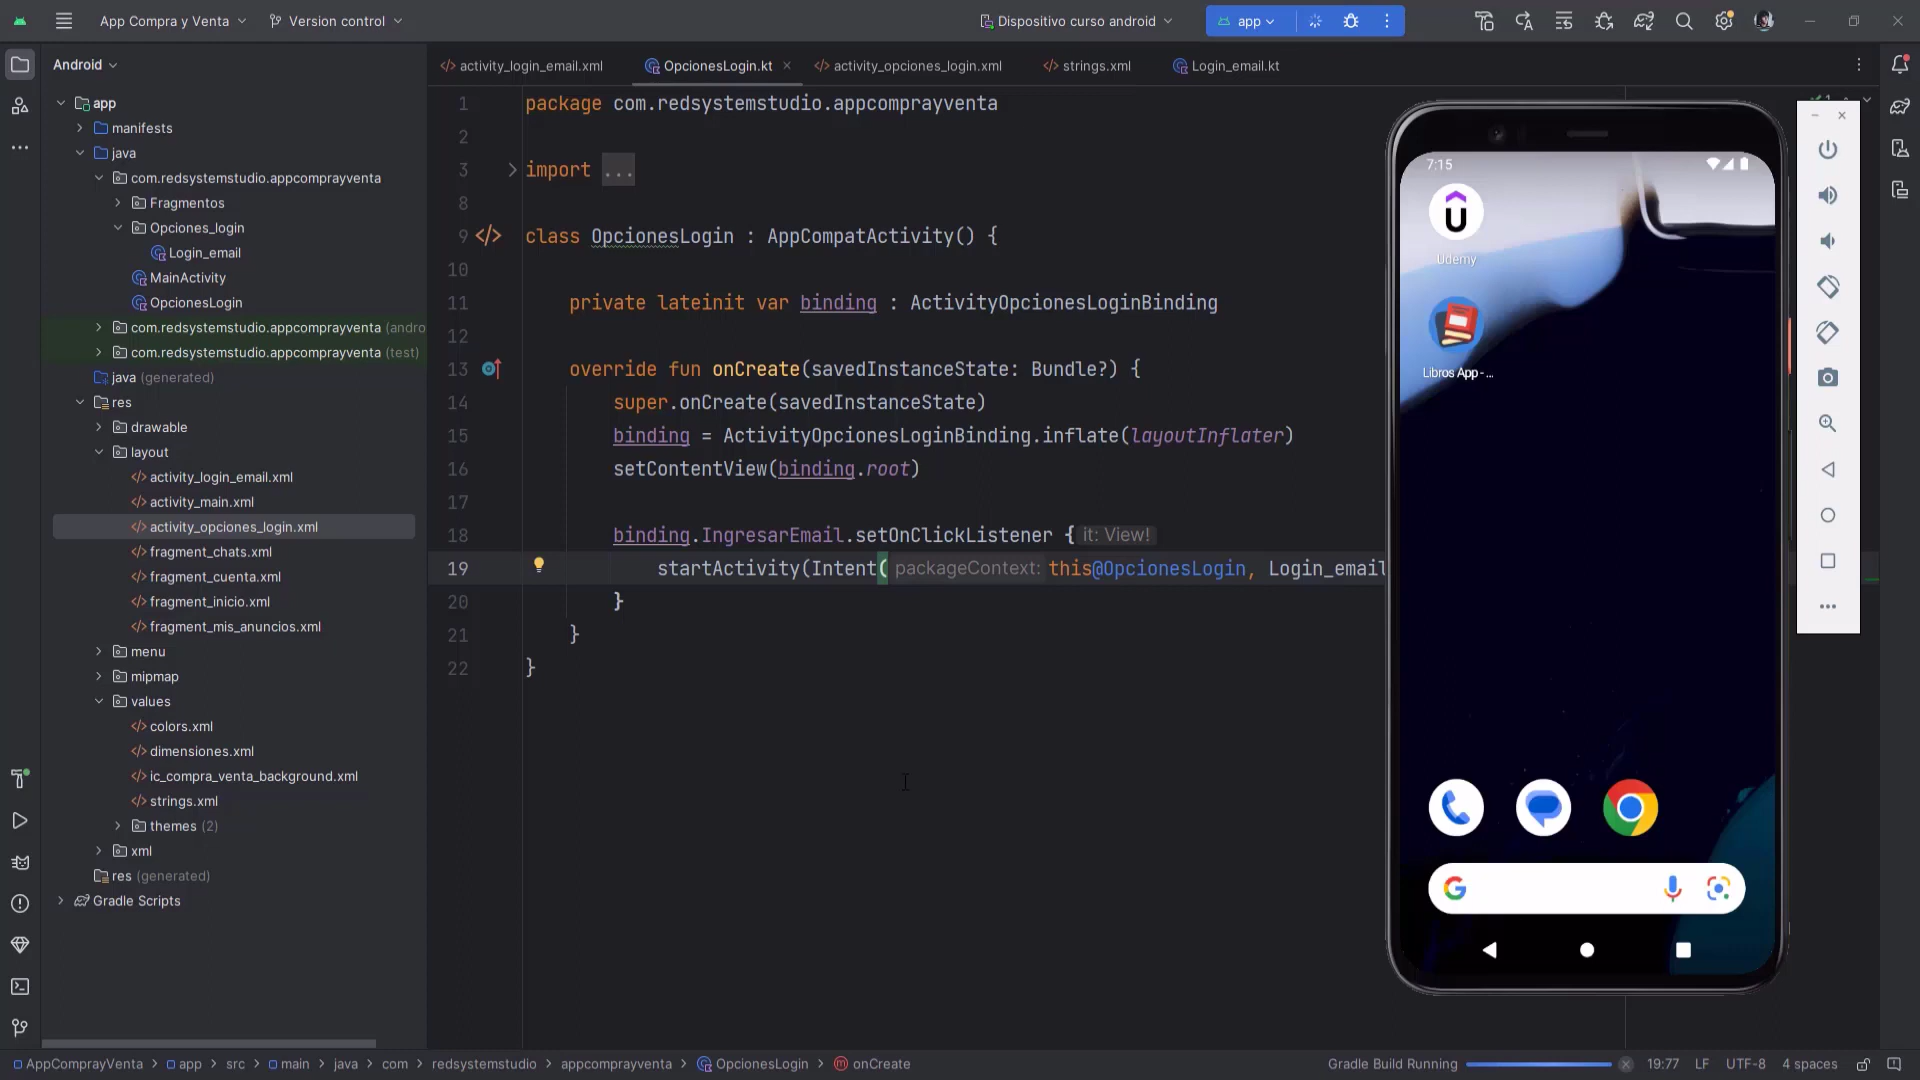 App Compra y Venta
Version control
Dispositivo curso android
app
Android
app
manifests
java
com.redsystemstudio.appcomprayventa
Fragmentos
Opciones_login
Login_email
MainActivity
OpcionesLogin
com.redsystemstudio.appcomprayventa (andro
com.redsystemstudio.appcomprayventa (test)
java (generated)
res
drawable
layout
activity_login_email.xml
activity_main.xml
activity_opciones_login.xml
fragment_chats.xml
fragment_cuenta.xml
fragment_inicio.xml
fragment_mis_anuncios.xml
menu
mipmap
values
colors.xml
dimensiones.xml
ic_compra_venta_background.xml
strings.xml
themes (2)
xml
res (generated)
Gradle Scripts
activity_login_email.xml
OpcionesLogin.kt
activity_opciones_login.xml
strings.xml
Login_email.kt
1 package com.redsystemstudio.appcomprayventa
2
3 import ...
8
9 class OpcionesLogin : AppCompatActivity() {
10
11 private lateinit var binding : ActivityOpcionesLoginBinding
12
13 override fun onCreate(savedInstanceState: Bundle?) {
14 super.onCreate(savedInstanceState)
15 binding = ActivityOpcionesLoginBinding.inflate(layoutInflater)
16 setContentView(binding.root)
17
18 binding.IngresarEmail.setOnClickListener { it: View!
19 startActivity(Intent( packageContext: this@OpcionesLogin, Login_email
20 }
21 }
22 }
7:15
Udemy
Libros App - ...
AppComprayVenta > app > src > main > java > com > redsystemstudio > appcomprayventa > OpcionesLogin > onCreate
Gradle Build Running
19:77 LF UTF-8 4 spaces